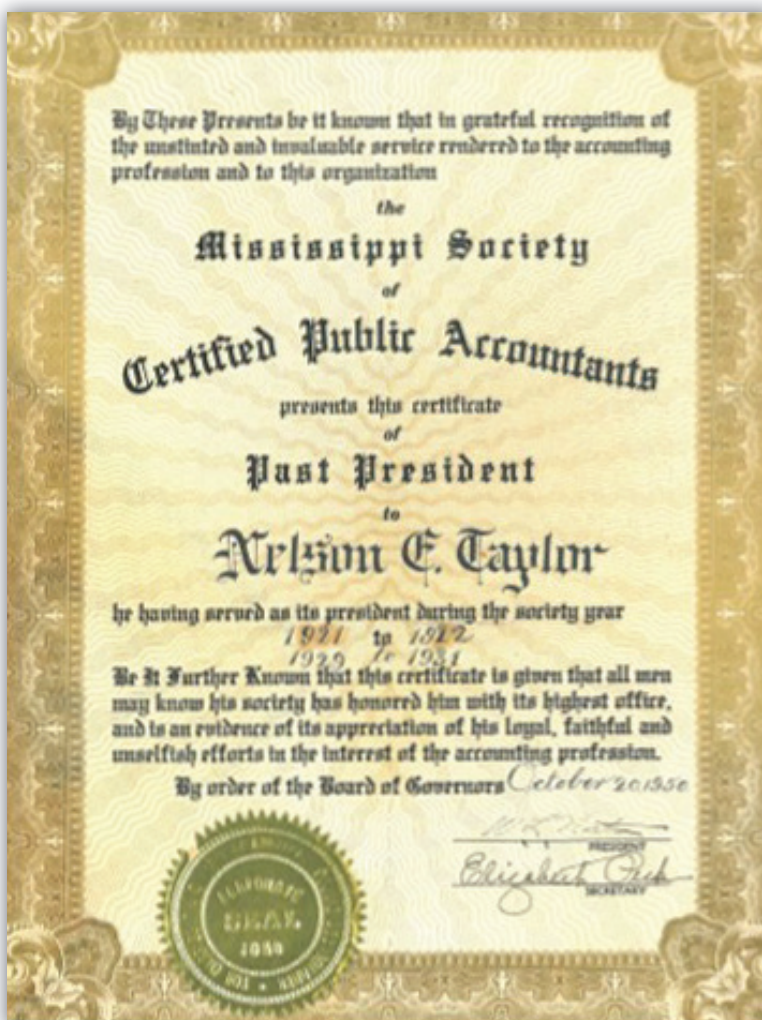 By These Presents be it known that in grateful recognition of
the unstinted and invaluable service rendered to the accounting
profession and to this organization
the
Mississippi Society
of
Certified Public Accountants
presents this certificate
of
Past President
to
Nelson E. Taylor
he having served as its president during the society year
1921 to 1922
1929 to 1931
Be It Further Known that this certificate is given that all men
may know his society has honored him with its highest office,
and is an evidence of its appreciation of his loyal, faithful and
unselfish efforts in the interest of the accounting profession.
By order of the Board of Governors October 20 1950
PRESIDENT
Elizabeth
SECRETARY
CORPORATE
SEAL